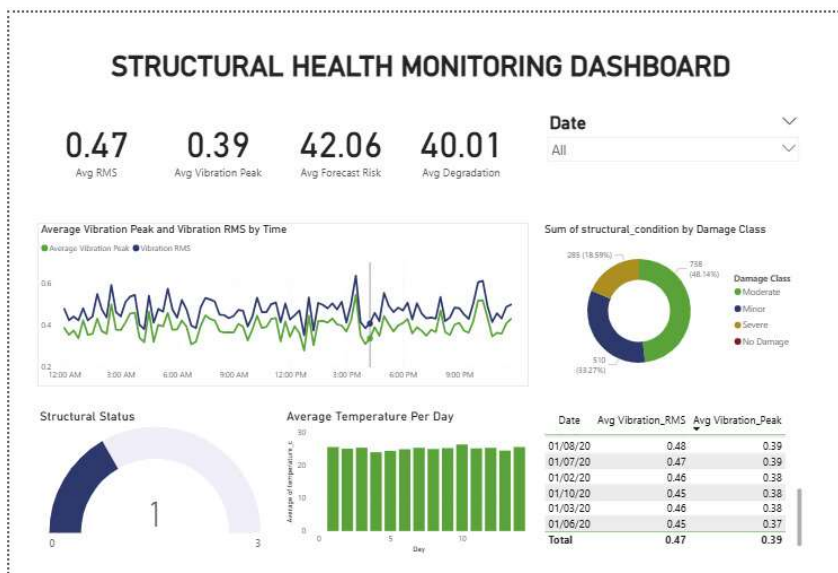 STRUCTURAL HEALTH MONITORING DASHBOARD
0.47
Avg RMS
0.39
Avg Vibration Peak
42.06
Avg Forecast Risk
40.01
Avg Degradation
Date
All
Average Vibration Peak and Vibration RMS by Time
Average Vibration Peak Vibration RMS
0.6
0.4
0.2
12:00 AM 3:00 AM 6:00 AM 9:00 AM 12:00 PM 3:00 PM 6:00 PM 9:00 PM
Sum of structural_condition by Damage Class
285 (18.59%)
738
(48.14%)
510
(33.27%)
Damage Class
Moderate
Minor
Severe
No Damage
Structural Status
1
0 3
Average Temperature Per Day
Average of temperature_c
30
20
10
0
0 5 10
Day
Date Avg Vibration_RMS Avg Vibration_Peak
01/08/20 0.48 0.39
01/07/20 0.47 0.39
01/02/20 0.46 0.38
01/10/20 0.45 0.38
01/03/20 0.46 0.38
01/06/20 0.45 0.37
Total 0.47 0.39